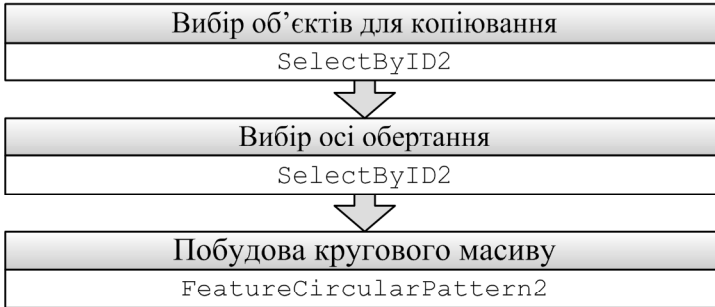 Вибір об’єктів для копіювання
SelectByID2
Вибір осі обертання
SelectByID2
Побудова кругового масиву
FeatureCircularPattern2